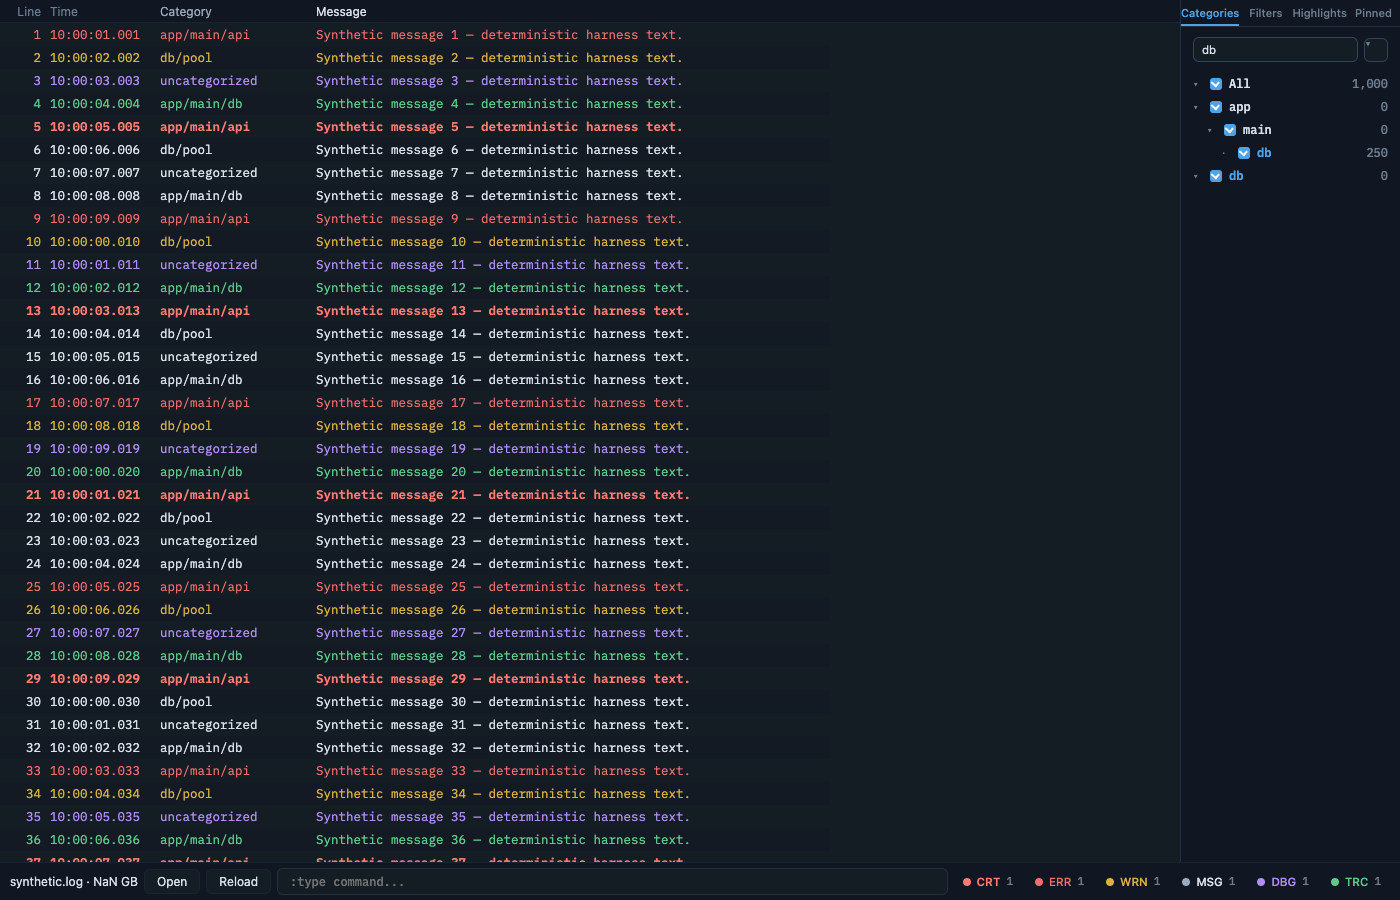 Line Time Category Message
1 10:00:01.001 app/main/api Synthetic message 1 — deterministic harness text.
2 10:00:02.002 db/pool Synthetic message 2 — deterministic harness text.
3 10:00:03.003 uncategorized Synthetic message 3 — deterministic harness text.
4 10:00:04.004 app/main/db Synthetic message 4 — deterministic harness text.
5 10:00:05.005 app/main/api Synthetic message 5 — deterministic harness text.
6 10:00:06.006 db/pool Synthetic message 6 — deterministic harness text.
7 10:00:07.007 uncategorized Synthetic message 7 — deterministic harness text.
8 10:00:08.008 app/main/db Synthetic message 8 — deterministic harness text.
9 10:00:09.009 app/main/api Synthetic message 9 — deterministic harness text.
10 10:00:00.010 db/pool Synthetic message 10 — deterministic harness text.
11 10:00:01.011 uncategorized Synthetic message 11 — deterministic harness text.
12 10:00:02.012 app/main/db Synthetic message 12 — deterministic harness text.
13 10:00:03.013 app/main/api Synthetic message 13 — deterministic harness text.
14 10:00:04.014 db/pool Synthetic message 14 — deterministic harness text.
15 10:00:05.015 uncategorized Synthetic message 15 — deterministic harness text.
16 10:00:06.016 app/main/db Synthetic message 16 — deterministic harness text.
17 10:00:07.017 app/main/api Synthetic message 17 — deterministic harness text.
18 10:00:08.018 db/pool Synthetic message 18 — deterministic harness text.
19 10:00:09.019 uncategorized Synthetic message 19 — deterministic harness text.
20 10:00:00.020 app/main/db Synthetic message 20 — deterministic harness text.
21 10:00:01.021 app/main/api Synthetic message 21 — deterministic harness text.
22 10:00:02.022 db/pool Synthetic message 22 — deterministic harness text.
23 10:00:03.023 uncategorized Synthetic message 23 — deterministic harness text.
24 10:00:04.024 app/main/db Synthetic message 24 — deterministic harness text.
25 10:00:05.025 app/main/api Synthetic message 25 — deterministic harness text.
26 10:00:06.026 db/pool Synthetic message 26 — deterministic harness text.
27 10:00:07.027 uncategorized Synthetic message 27 — deterministic harness text.
28 10:00:08.028 app/main/db Synthetic message 28 — deterministic harness text.
29 10:00:09.029 app/main/api Synthetic message 29 — deterministic harness text.
30 10:00:00.030 db/pool Synthetic message 30 — deterministic harness text.
31 10:00:01.031 uncategorized Synthetic message 31 — deterministic harness text.
32 10:00:02.032 app/main/db Synthetic message 32 — deterministic harness text.
33 10:00:03.033 app/main/api Synthetic message 33 — deterministic harness text.
34 10:00:04.034 db/pool Synthetic message 34 — deterministic harness text.
35 10:00:05.035 uncategorized Synthetic message 35 — deterministic harness text.
36 10:00:06.036 app/main/db Synthetic message 36 — deterministic harness text.
37 10:00:07.037 app/main/api Synthetic message 37 — deterministic harness text.
Categories Filters Highlights Pinned
db
All 1,000
app 0
main 0
db 250
db 0
synthetic.log · NaN GB Open Reload :type command... CRT 1 ERR 1 WRN 1 MSG 1 DBG 1 TRC 1